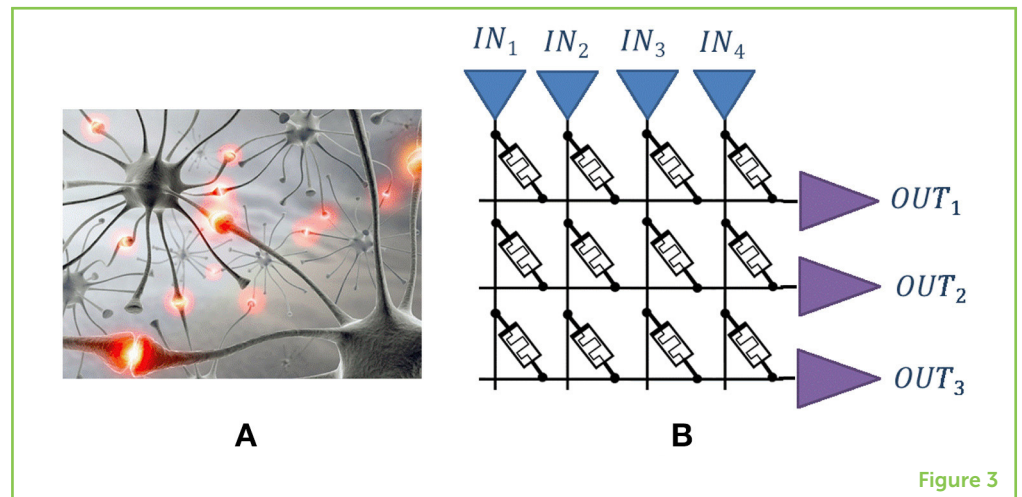 IN₁ IN₂ IN₃ IN₄
OUT₁
OUT₂
OUT₃
A B
Figure 3